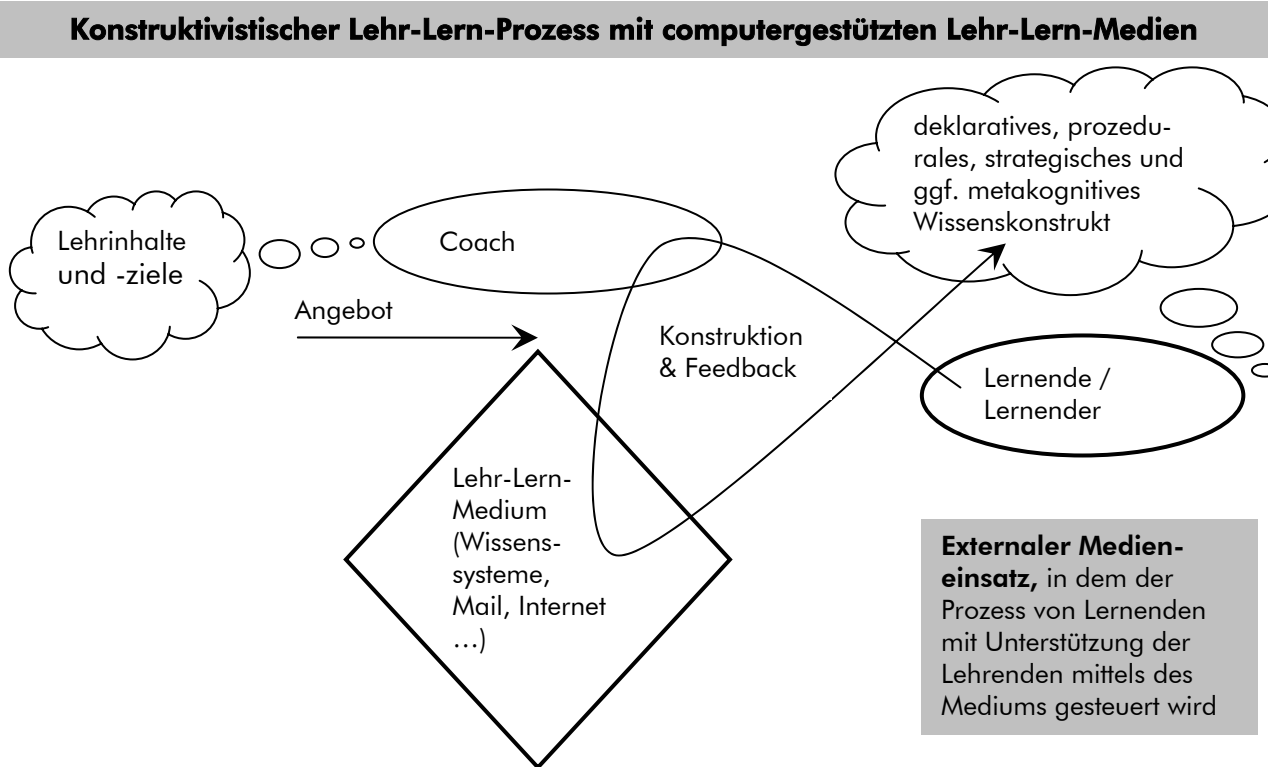 Konstruktivistischer Lehr-Lern-Prozess mit computergestützten Lehr-Lern-Medien
deklaratives, prozedu-
rales, strategisches und
ggf. metakognitives
Wissenskonstrukt
Lehrinhalte
und -ziele
Coach
Angebot
Konstruktion
& Feedback
Lernende /
Lernender
Lehr-Lern-
Medium
(Wissens-
systeme,
Mail, Internet
…)
Externaler Medien-
einsatz, in dem der
Prozess von Lernenden
mit Unterstützung der
Lehrenden mittels des
Mediums gesteuert wird